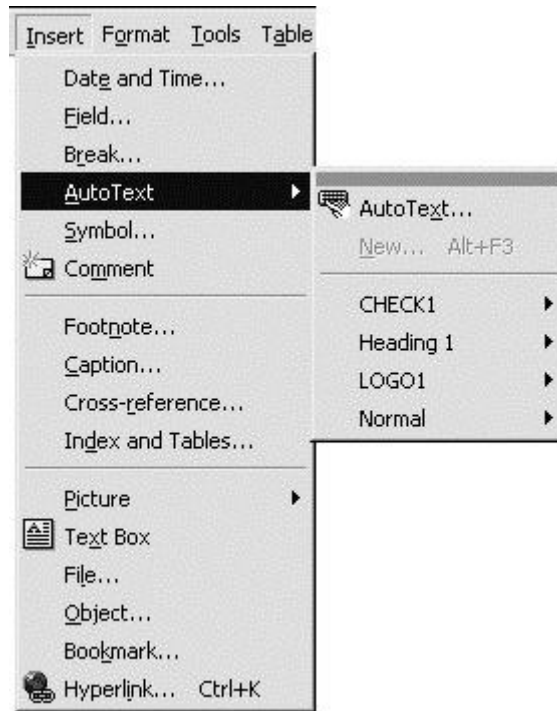 Insert Format Tools Table
Date and Time...
Field...
Break...
AutoText
Symbol...
Comment
Footnote...
Caption...
Cross-reference...
Index and Tables...
Picture
Text Box
File...
Object...
Bookmark...
Hyperlink... Ctrl+K
AutoText...
New... Alt+F3
CHECK1
Heading 1
LOGO1
Normal